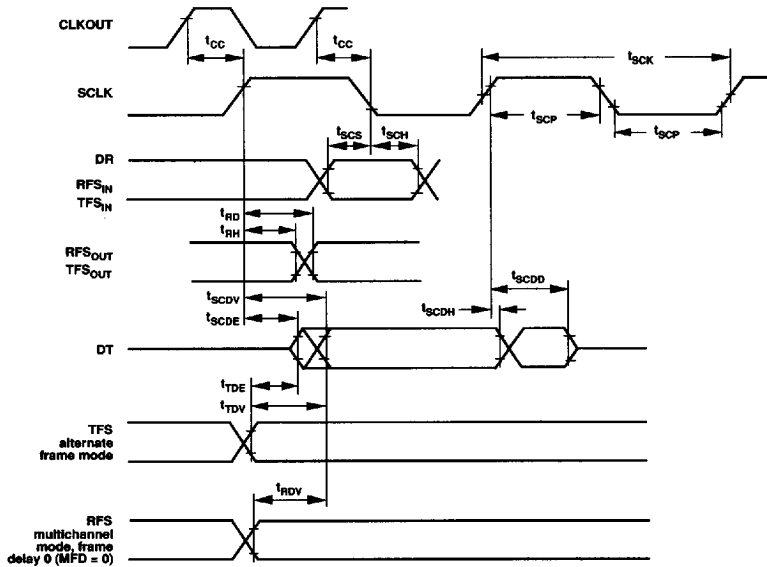 CLKOUT
tCC
tCC
tSCK
SCLK
tSCP
tSCP
tSCS
tSCH
DR
RFSIN
TFSIN
tRD
tRH
RFSOUT
TFSOUT
tSCDV
tSCDE
tSCDH
tSCDD
DT
tTDE
tTDV
TFS
alternate
frame mode
tRDV
RFS
multichannel
mode, frame
delay 0 (MFD = 0)